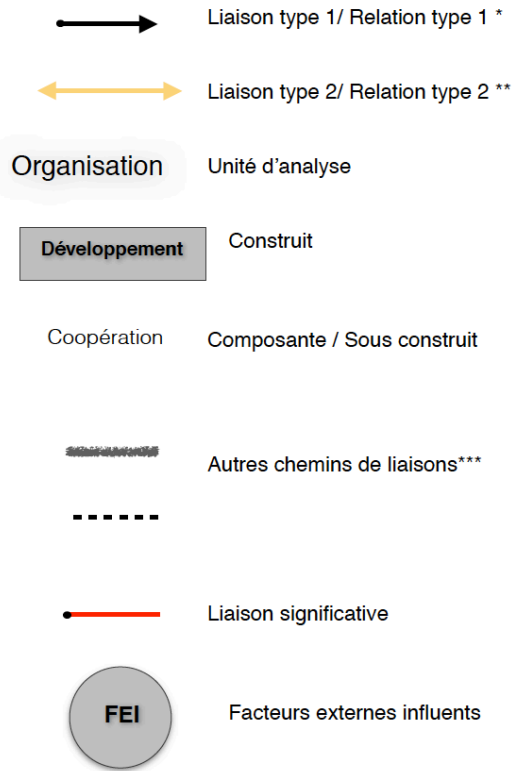 Liaison type 1/ Relation type 1 *
Liaison type 2/ Relation type 2 **
Organisation Unité d'analyse
Développement Construit
Coopération Composante / Sous construit
Autres chemins de liaisons***
Liaison significative
FEI Facteurs externes influents